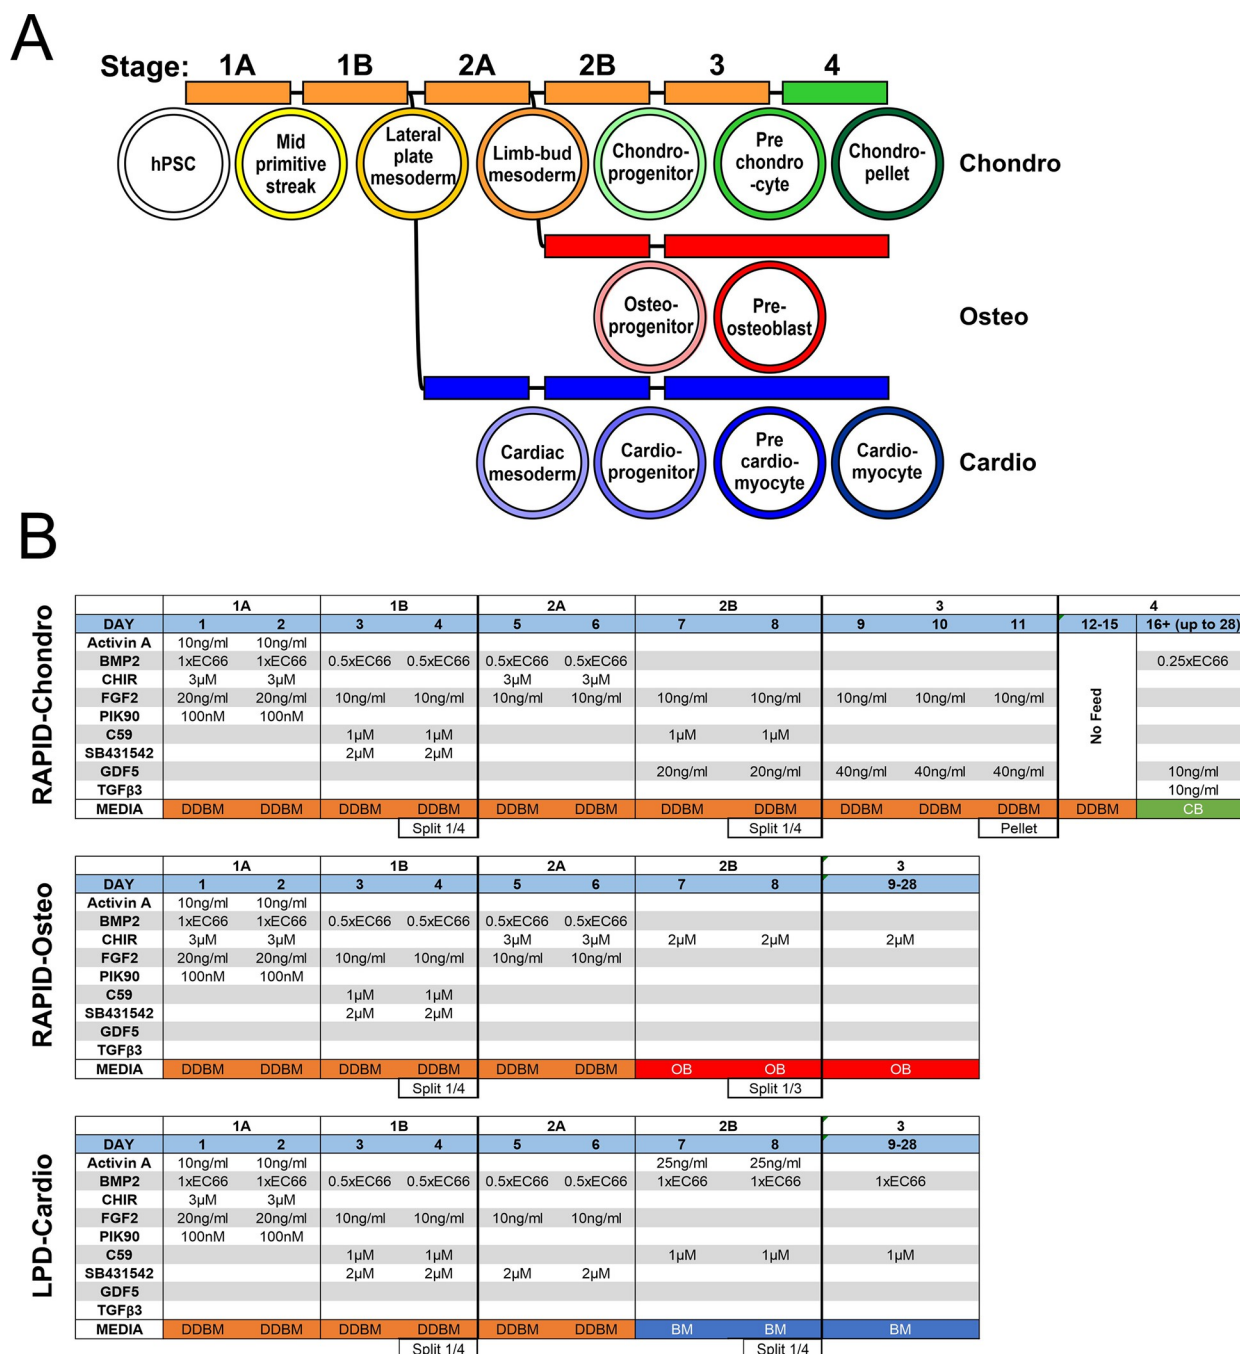 A
Stage: 1A 1B 2A 2B 3 4
hPSC
Mid
primitive
streak
Lateral
plate
mesoderm
Limb-bud
mesoderm
Chondro-
progenitor
Pre
chondro
-cyte
Chondro-
pellet
Chondro
Osteo-
progenitor
Pre-
osteoblast
Osteo
Cardiac
mesoderm
Cardio-
progenitor
Pre
cardio-
myocyte
Cardio-
myocyte
Cardio
B
RAPID-Chondro
1A 1B 2A 2B 3 4
DAY 1 2 3 4 5 6 7 8 9 10 11 12-15 16+ (up to 28)
Activin A 10ng/ml 10ng/ml
BMP2 1xEC66 1xEC66 0.5xEC66 0.5xEC66 0.5xEC66 0.5xEC66 0.25xEC66
CHIR 3µM 3µM 3µM 3µM
FGF2 20ng/ml 20ng/ml 10ng/ml 10ng/ml 10ng/ml 10ng/ml 10ng/ml 10ng/ml 10ng/ml 10ng/ml 10ng/ml
PIK90 100nM 100nM
No Feed
C59 1µM 1µM 1µM 1µM
SB431542 2µM 2µM
GDF5 20ng/ml 20ng/ml 40ng/ml 40ng/ml 40ng/ml 10ng/ml
TGFβ3 10ng/ml
MEDIA DDBM DDBM DDBM DDBM DDBM DDBM DDBM DDBM DDBM DDBM DDBM DDBM CB
Split 1/4 Split 1/4 Pellet
RAPID-Osteo
1A 1B 2A 2B 3
DAY 1 2 3 4 5 6 7 8 9-28
Activin A 10ng/ml 10ng/ml
BMP2 1xEC66 1xEC66 0.5xEC66 0.5xEC66 0.5xEC66 0.5xEC66
CHIR 3µM 3µM 3µM 3µM 2µM 2µM 2µM
FGF2 20ng/ml 20ng/ml 10ng/ml 10ng/ml 10ng/ml 10ng/ml
PIK90 100nM 100nM
C59 1µM 1µM
SB431542 2µM 2µM
GDF5
TGFβ3
MEDIA DDBM DDBM DDBM DDBM DDBM DDBM OB OB OB
Split 1/4 Split 1/3
LPD-Cardio
1A 1B 2A 2B 3
DAY 1 2 3 4 5 6 7 8 9-28
Activin A 10ng/ml 10ng/ml 25ng/ml 25ng/ml
BMP2 1xEC66 1xEC66 0.5xEC66 0.5xEC66 0.5xEC66 0.5xEC66 1xEC66 1xEC66 1xEC66
CHIR 3µM 3µM
FGF2 20ng/ml 20ng/ml 10ng/ml 10ng/ml 10ng/ml 10ng/ml
PIK90 100nM 100nM
C59 1µM 1µM 1µM 1µM 1µM
SB431542 2µM 2µM 2µM 2µM
GDF5
TGFβ3
MEDIA DDBM DDBM DDBM DDBM DDBM DDBM BM BM BM
Split 1/4 Split 1/4